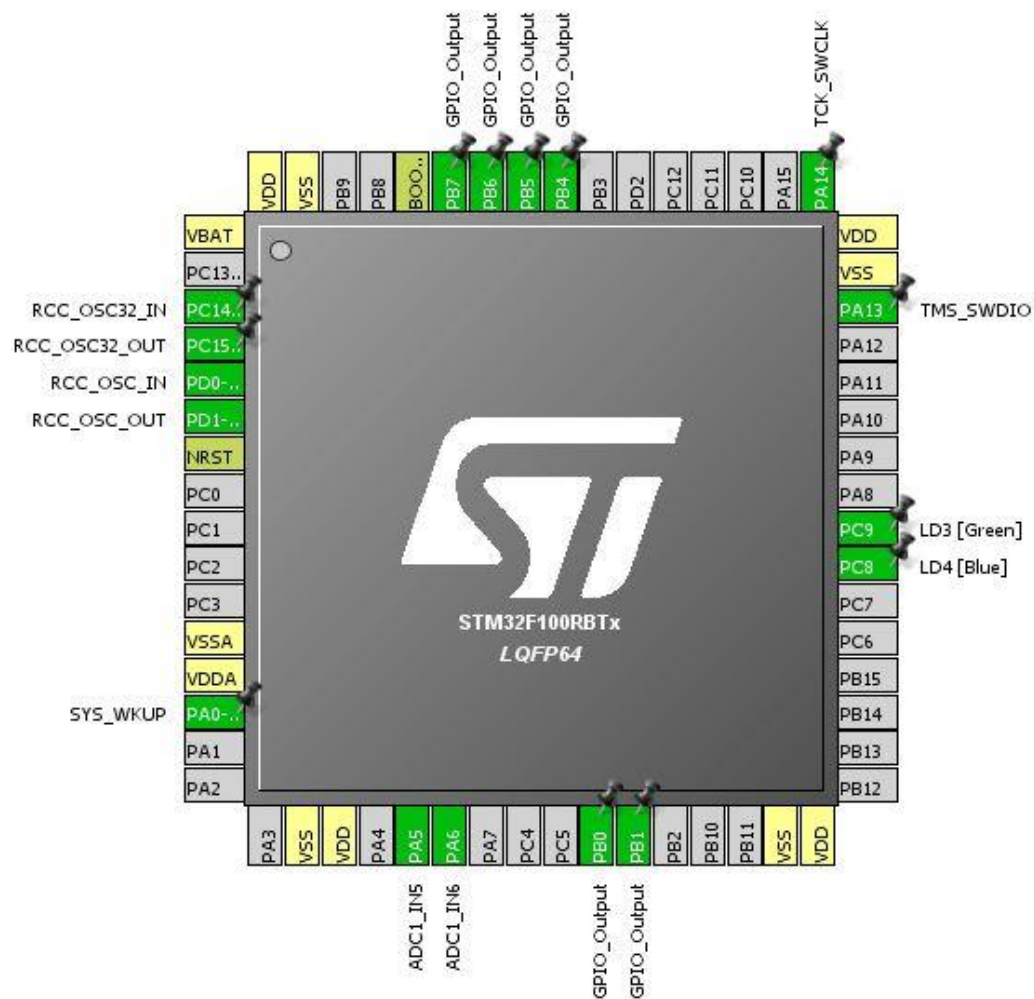 GPIO_Output
GPIO_Output
GPIO_Output
GPIO_Output
TCK_SWCLK
VDD
VSS
PB9
PB8
BOO..
PB7
PB6
PB5
PB4
PB3
PD2
PC12
PC11
PC10
PA15
PA14
VBAT
PC13..
RCC_OSC32_IN PC14..
RCC_OSC32_OUT PC15..
RCC_OSC_IN PD0-..
RCC_OSC_OUT PD1-..
NRST
PC0
PC1
PC2
PC3
VSSA
VDDA
SYS_WKUP PA0-..
PA1
PA2
ST
STM32F100RBTx
LQFP64
VDD
VSS
PA13 TMS_SWDIO
PA12
PA11
PA10
PA9
PA8
PC9 LD3 [Green]
PC8 LD4 [Blue]
PC7
PC6
PB15
PB14
PB13
PB12
PA3
VSS
VDD
PA4
PA5
PA6
PA7
PC4
PC5
PB0
PB1
PB2
PB10
PB11
VSS
VDD
ADC1_IN5
ADC1_IN6
GPIO_Output
GPIO_Output